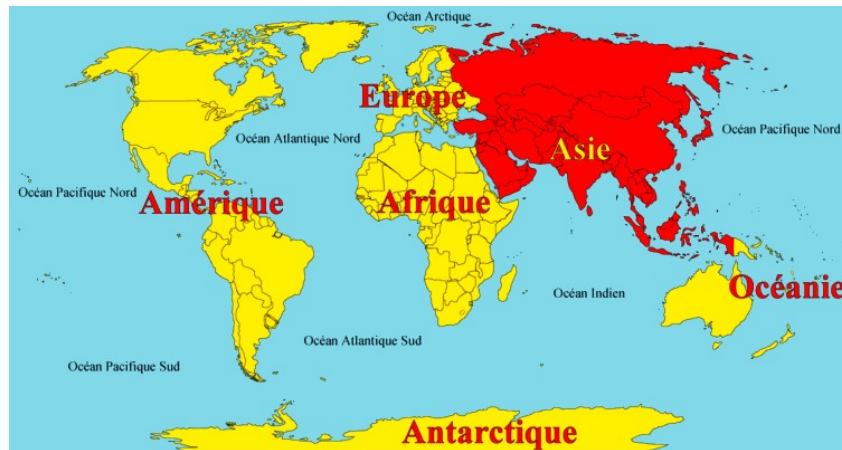 Océan Arctique
Europe
Océan Atlantique Nord
Océan Pacifique Nord
Asie
Océan Pacifique Nord
Amérique
Afrique
Océanie
Océan Indien
Océan Atlantique Sud
Océan Pacifique Sud
Antarctique